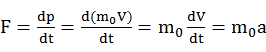 F = dp/dt = d(m₀V)/dt = m₀ dV/dt = m₀a